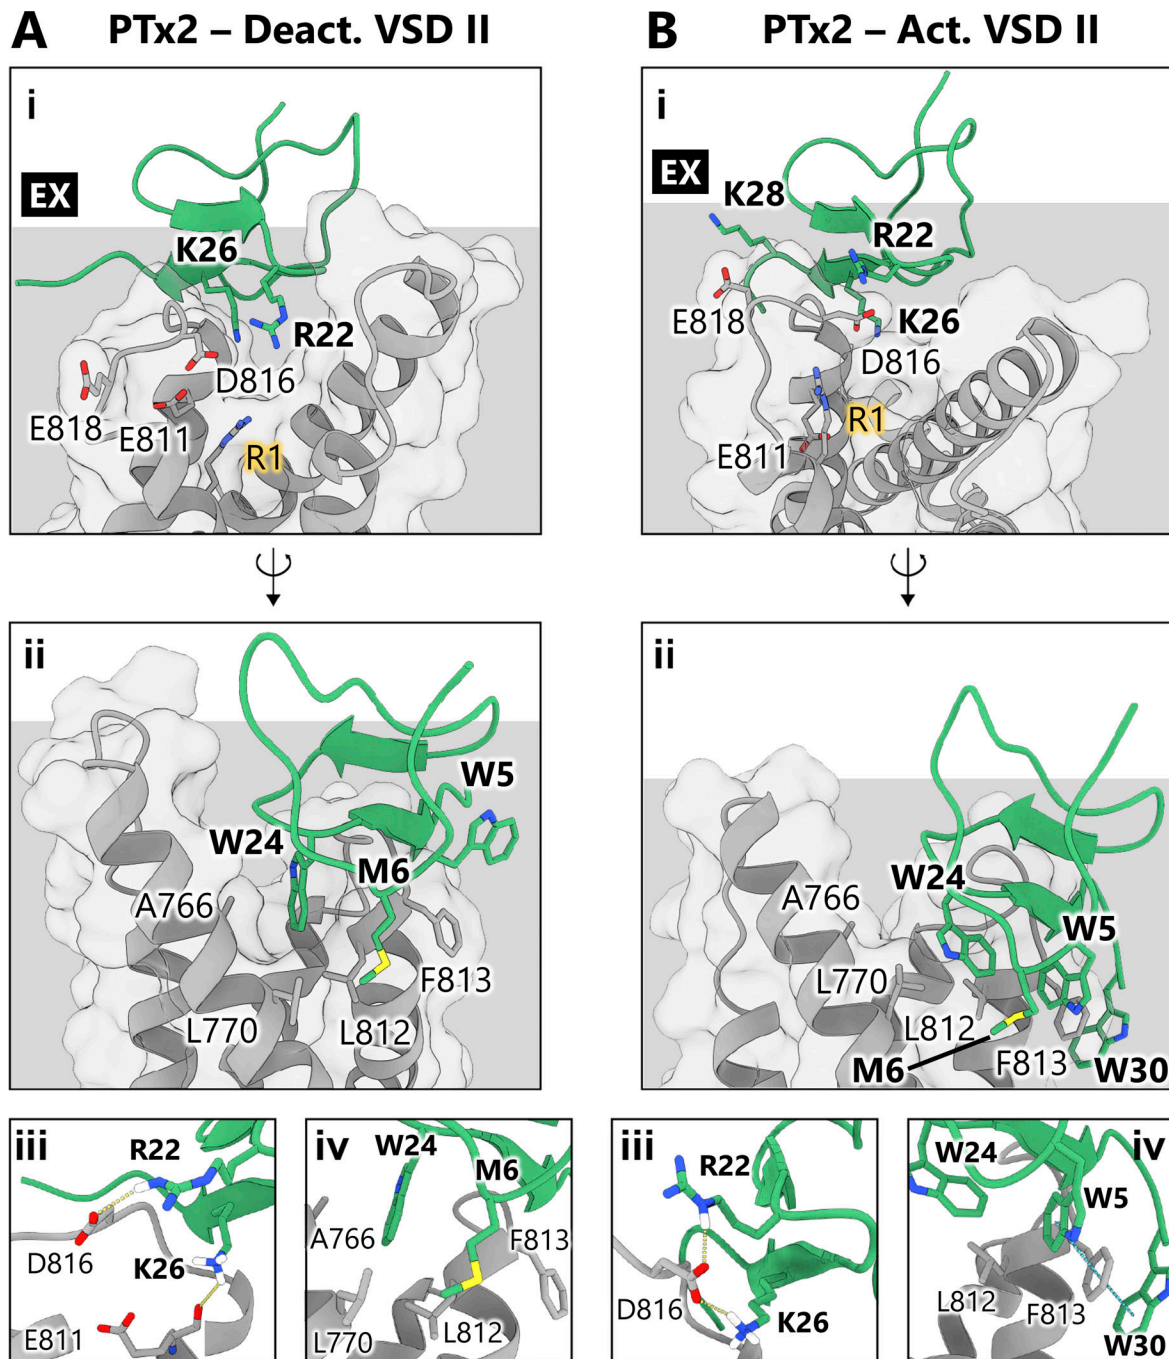 A PTx2 – Deact. VSD II
i
EX
K26
R22
D816
E818
E811
R1
ii
W5
W24
M6
A766
F813
L770
L812
iii
R22
D816
K26
E811
iv
W24
M6
A766
F813
L812
L770
B PTx2 – Act. VSD II
i
EX
K28
R22
E818
K26
D816
R1
E811
ii
W24
A766
W5
L770
L812
F813
M6
W30
iii
R22
D816
K26
iv
W24
W5
L812
F813
W30